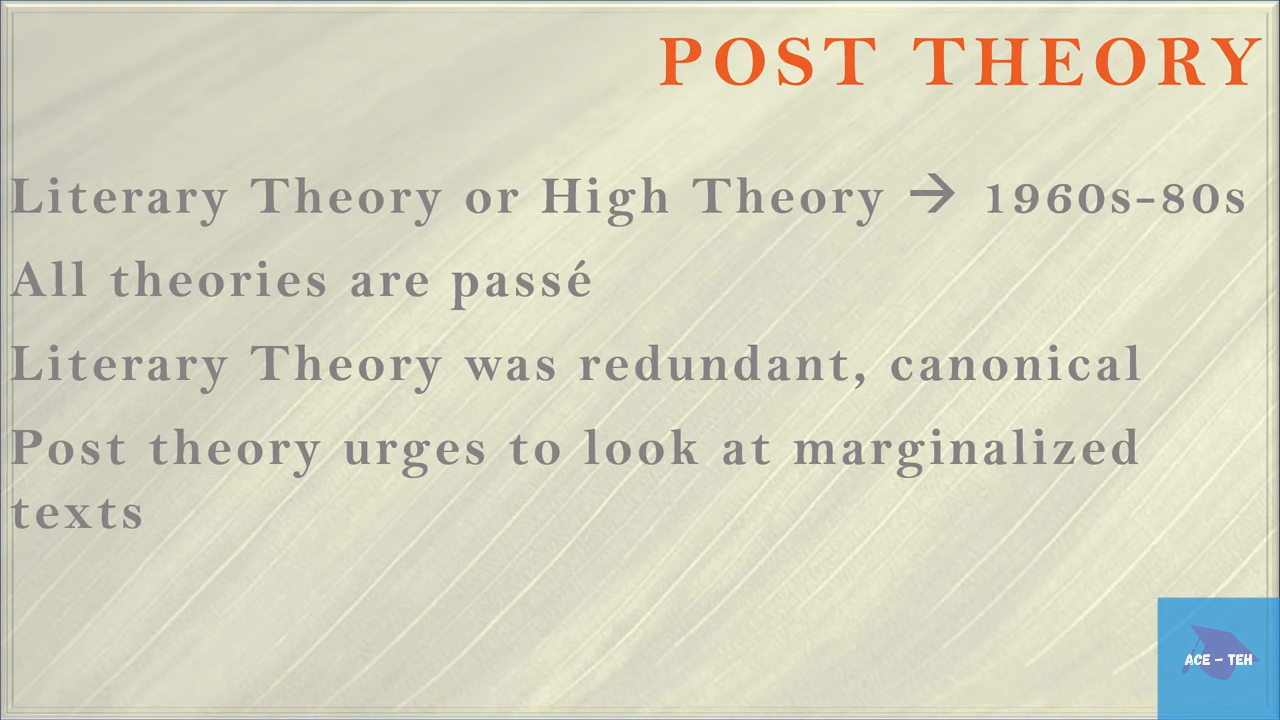 POST THEORY
Literary Theory or High Theory → 1960s-80s
All theories are passé
Literary Theory was redundant, canonical
Post theory urges to look at marginalized
texts
ACE – TEH